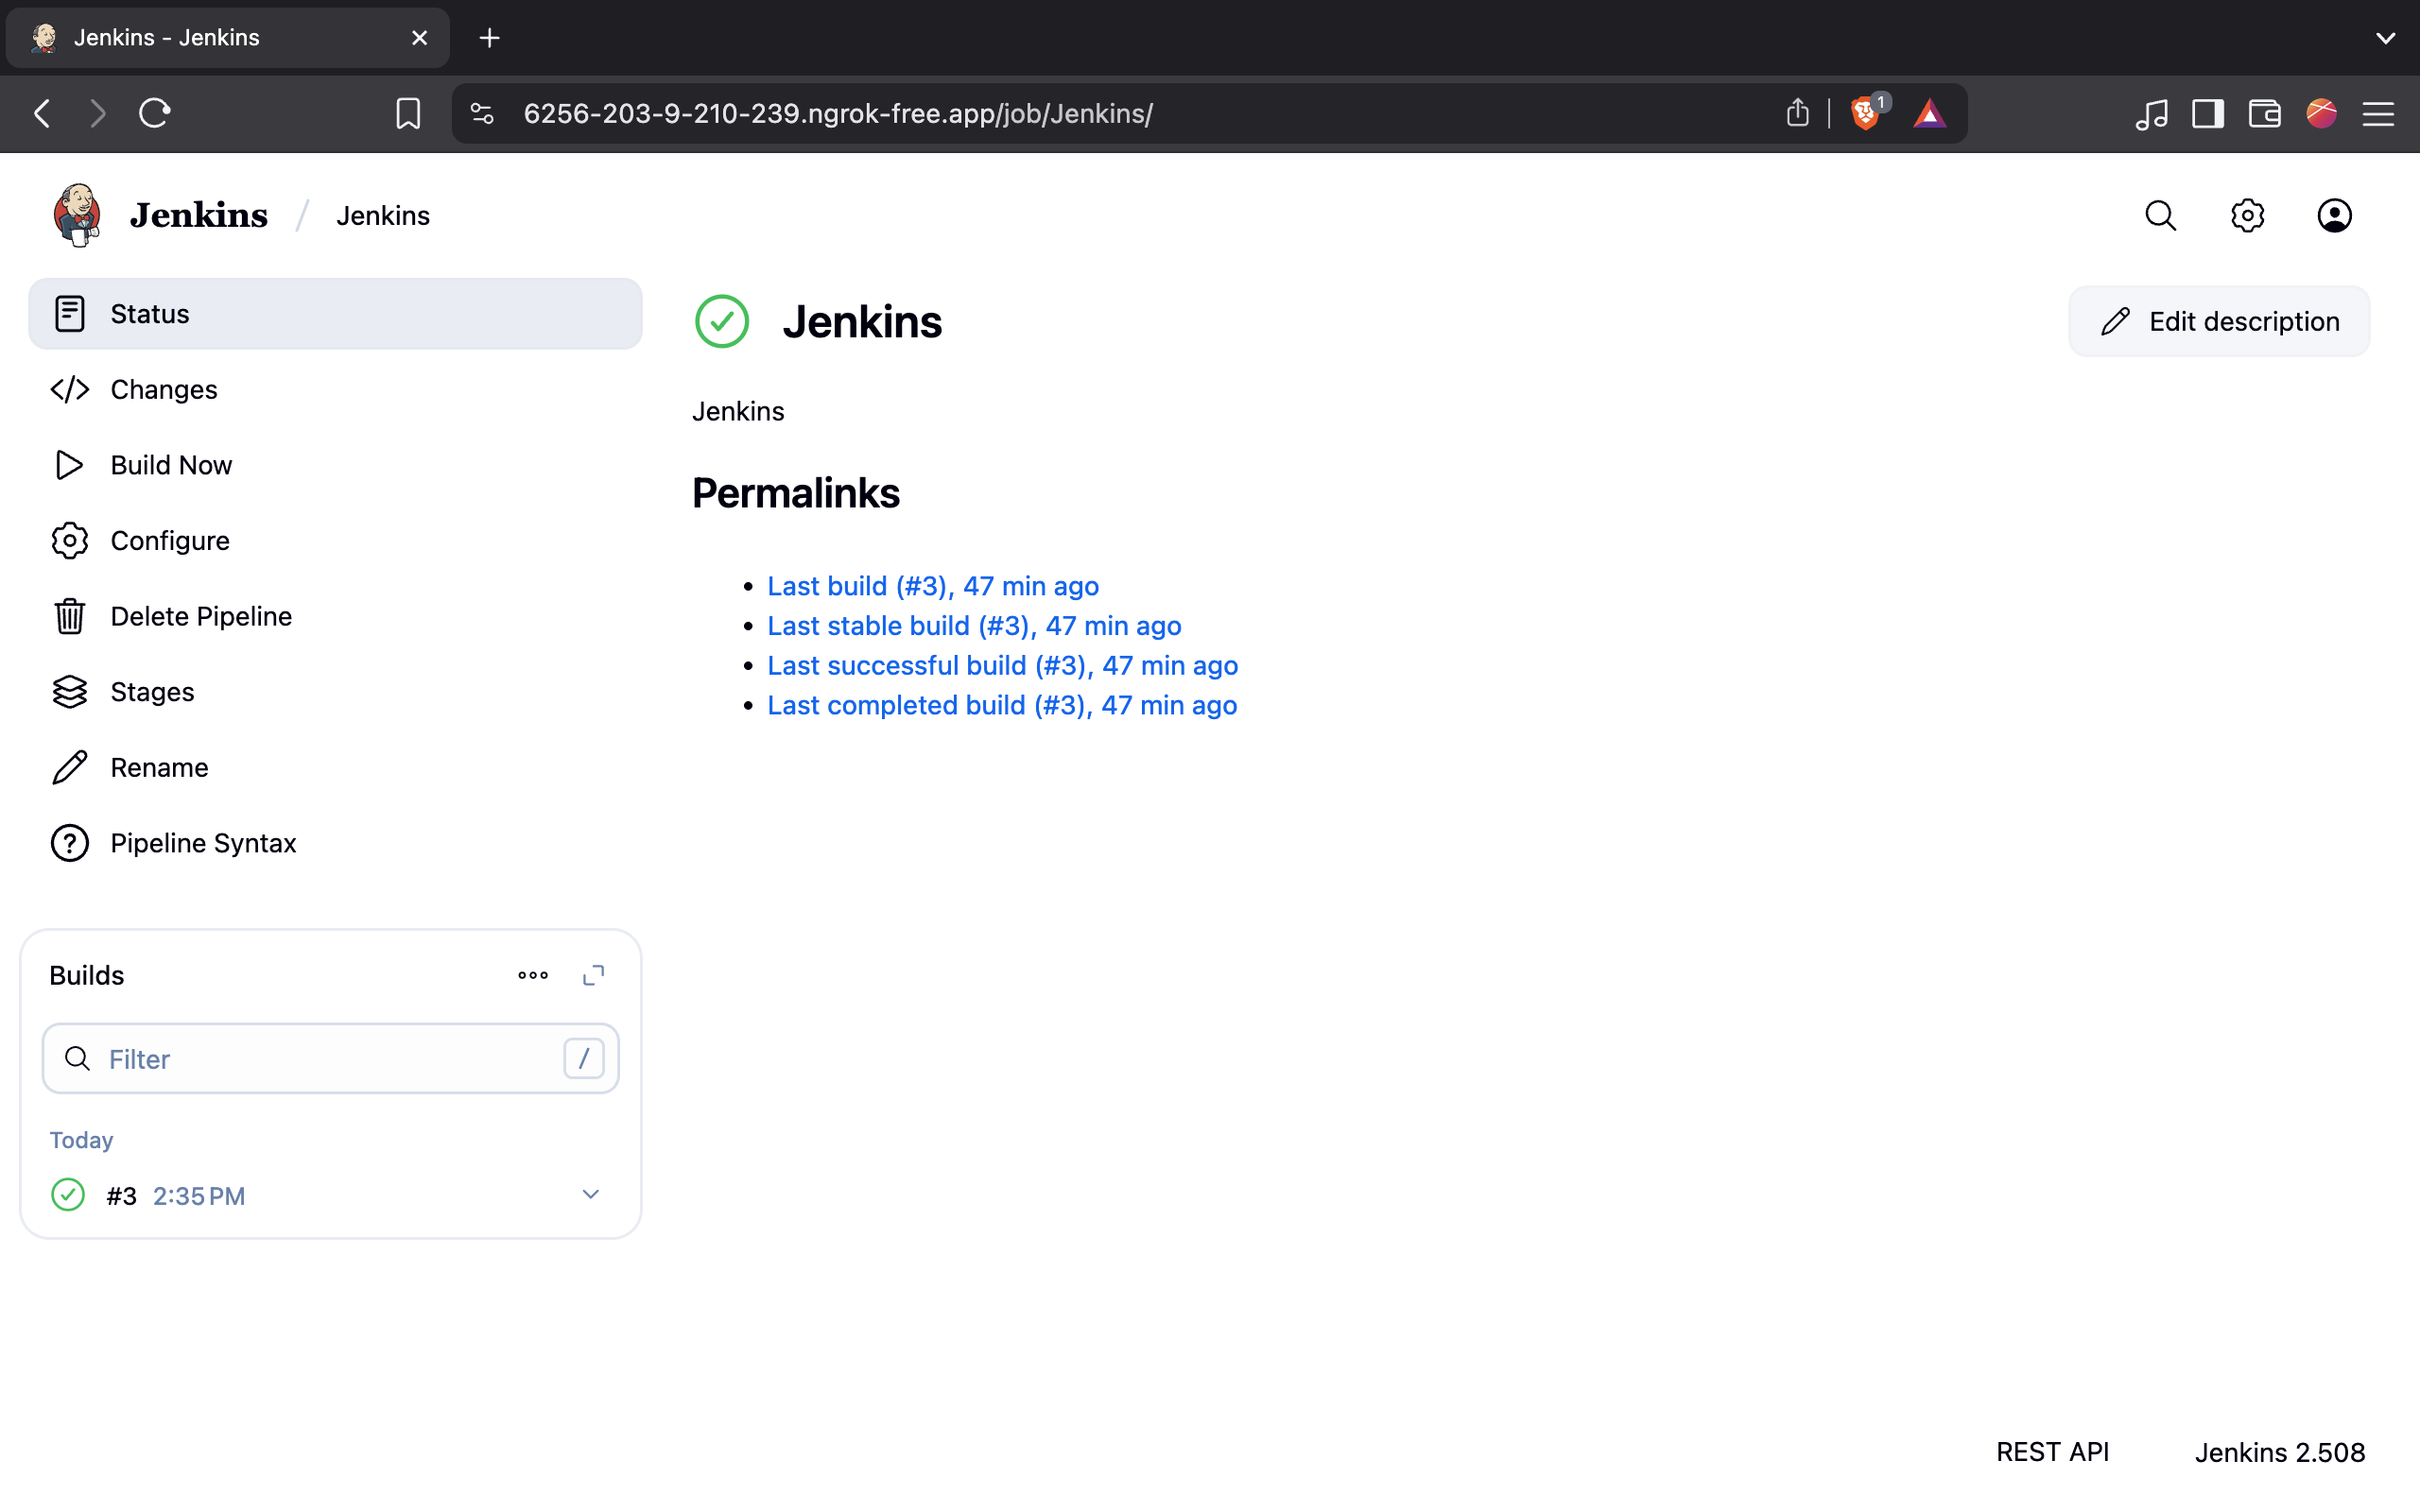 Jenkins - Jenkins
6256-203-9-210-239.ngrok-free.app/job/Jenkins/
1
Jenkins / Jenkins
Status
Changes
Build Now
Configure
Delete Pipeline
Stages
Rename
Pipeline Syntax
Jenkins
Edit description
Jenkins
Permalinks
• Last build (#3), 47 min ago
• Last stable build (#3), 47 min ago
• Last successful build (#3), 47 min ago
• Last completed build (#3), 47 min ago
Builds
Filter /
Today
#3 2:35 PM
REST API Jenkins 2.508